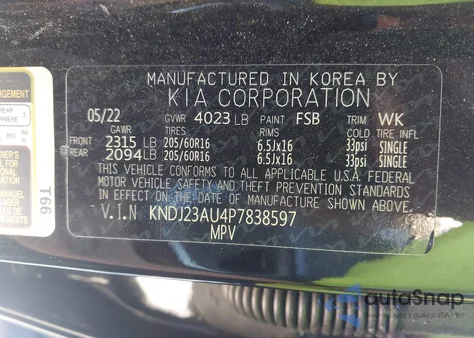 MANUFACTURED IN KOREA BY
KIA CORPORATION
05/22 GVWR 4023 LB PAINT FSB TRIM WK
TIRES RIMS COLD TIRE INFL
FRONT 2315 LB 205/60R16 6.5Jx16 33psi SINGLE
REAR 2094 LB 205/60R16 6.5Jx16 33psi SINGLE
THIS VEHICLE CONFORMS TO ALL APPLICABLE U.S.A. FEDERAL
MOTOR VEHICLE SAFETY, BUMPER, AND THEFT PREVENTION
STANDARDS IN EFFECT ON THE DATE OF MANUFACTURE SHOWN ABOVE.
V.I.N KNDJ23AU4P7838597
MPV
T66
autoSnap